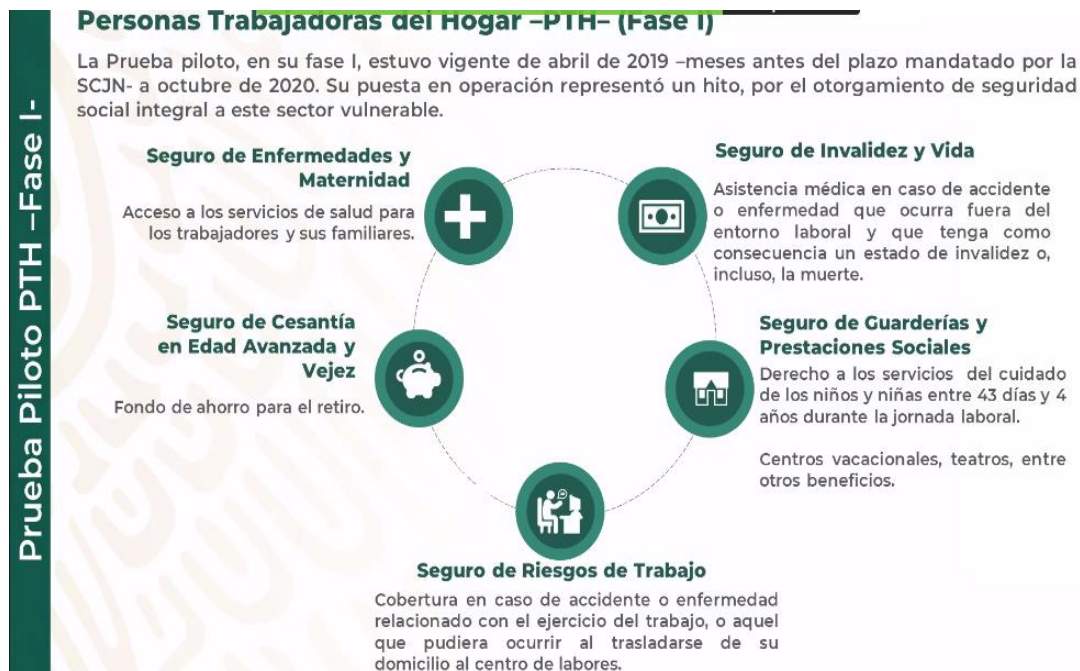 Personas Trabajadoras del Hogar –PTH– (Fase I)
La Prueba piloto, en su fase I, estuvo vigente de abril de 2019 –meses antes del plazo mandatado por la
SCJN- a octubre de 2020. Su puesta en operación representó un hito, por el otorgamiento de seguridad
social integral a este sector vulnerable.
Prueba Piloto PTH –Fase I-
Seguro de Enfermedades y
Maternidad
Acceso a los servicios de salud para
los trabajadores y sus familiares.
Seguro de Invalidez y Vida
Asistencia médica en caso de accidente
o enfermedad que ocurra fuera del
entorno laboral y que tenga como
consecuencia un estado de invalidez o,
incluso, la muerte.
Seguro de Cesantía
en Edad Avanzada y
Vejez
Fondo de ahorro para el retiro.
Seguro de Guarderías y
Prestaciones Sociales
Derecho a los servicios del cuidado
de los niños y niñas entre 43 días y 4
años durante la jornada laboral.
Centros vacacionales, teatros, entre
otros beneficios.
Seguro de Riesgos de Trabajo
Cobertura en caso de accidente o enfermedad
relacionado con el ejercicio del trabajo, o aquel
que pudiera ocurrir al trasladarse de su
domicilio al centro de labores.